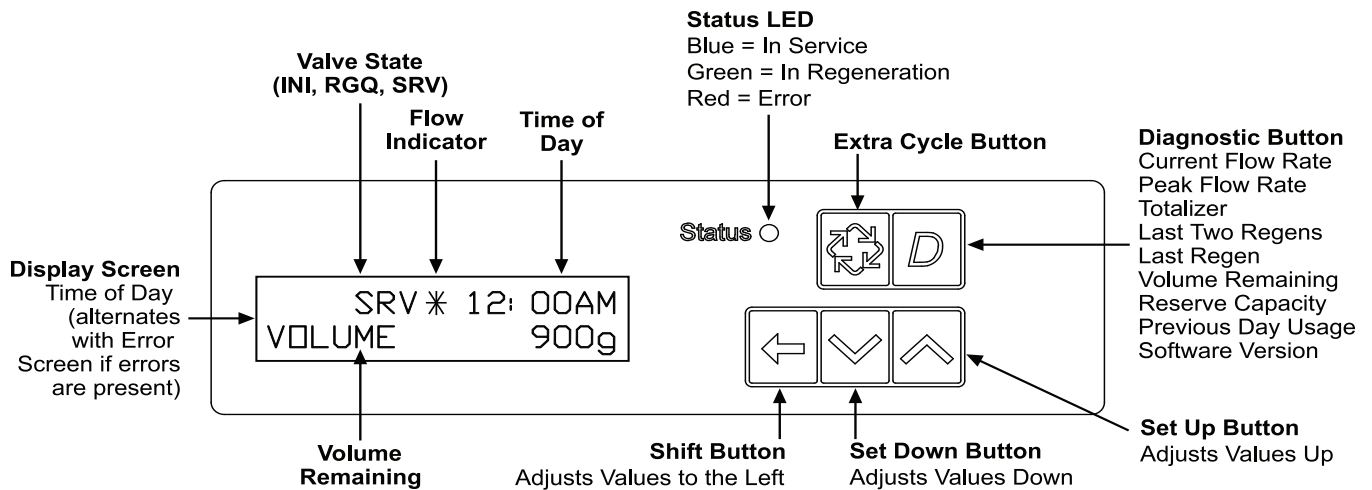 Status LED
Blue = In Service
Green = In Regeneration
Red = Error
Valve State
(INI, RGQ, SRV)
Flow
Indicator
Time of
Day
Extra Cycle Button
Diagnostic Button
Current Flow Rate
Peak Flow Rate
Totalizer
Last Two Regens
Last Regen
Volume Remaining
Reserve Capacity
Previous Day Usage
Software Version
Status
D
Display Screen
Time of Day
(alternates
with Error
Screen if errors
are present)
SRV* 12:00AM
VOLUME 900g
Volume
Remaining
Shift Button
Adjusts Values to the Left
Set Down Button
Adjusts Values Down
Set Up Button
Adjusts Values Up